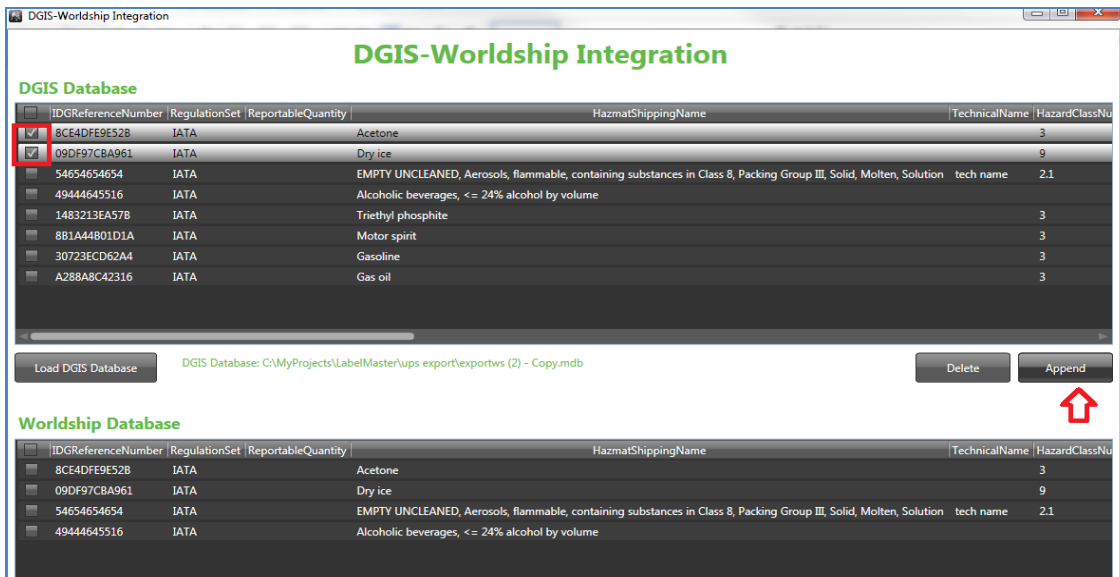 DGIS-Worldship Integration
DGIS-Worldship Integration
DGIS Database
IDGReferenceNumber RegulationSet ReportableQuantity HazmatShippingName TechnicalName HazardClassNu
8CE4DFE9E52B IATA Acetone 3
09DF97CBA961 IATA Dry ice 9
54654654654 IATA EMPTY UNCLEANED, Aerosols, flammable, containing substances in Class 8, Packing Group III, Solid, Molten, Solution tech name 2.1
49444645516 IATA Alcoholic beverages, <= 24% alcohol by volume
1483213EA57B IATA Triethyl phosphite 3
8B1A44B01D1A IATA Motor spirit 3
30723ECD62A4 IATA Gasoline 3
A288A8C42316 IATA Gas oil 3
Load DGIS Database DGIS Database: C:\MyProjects\LabelMaster\ups export\exportws (2) - Copy.mdb Delete Append
Worldship Database
IDGReferenceNumber RegulationSet ReportableQuantity HazmatShippingName TechnicalName HazardClassNu
8CE4DFE9E52B IATA Acetone 3
09DF97CBA961 IATA Dry ice 9
54654654654 IATA EMPTY UNCLEANED, Aerosols, flammable, containing substances in Class 8, Packing Group III, Solid, Molten, Solution tech name 2.1
49444645516 IATA Alcoholic beverages, <= 24% alcohol by volume